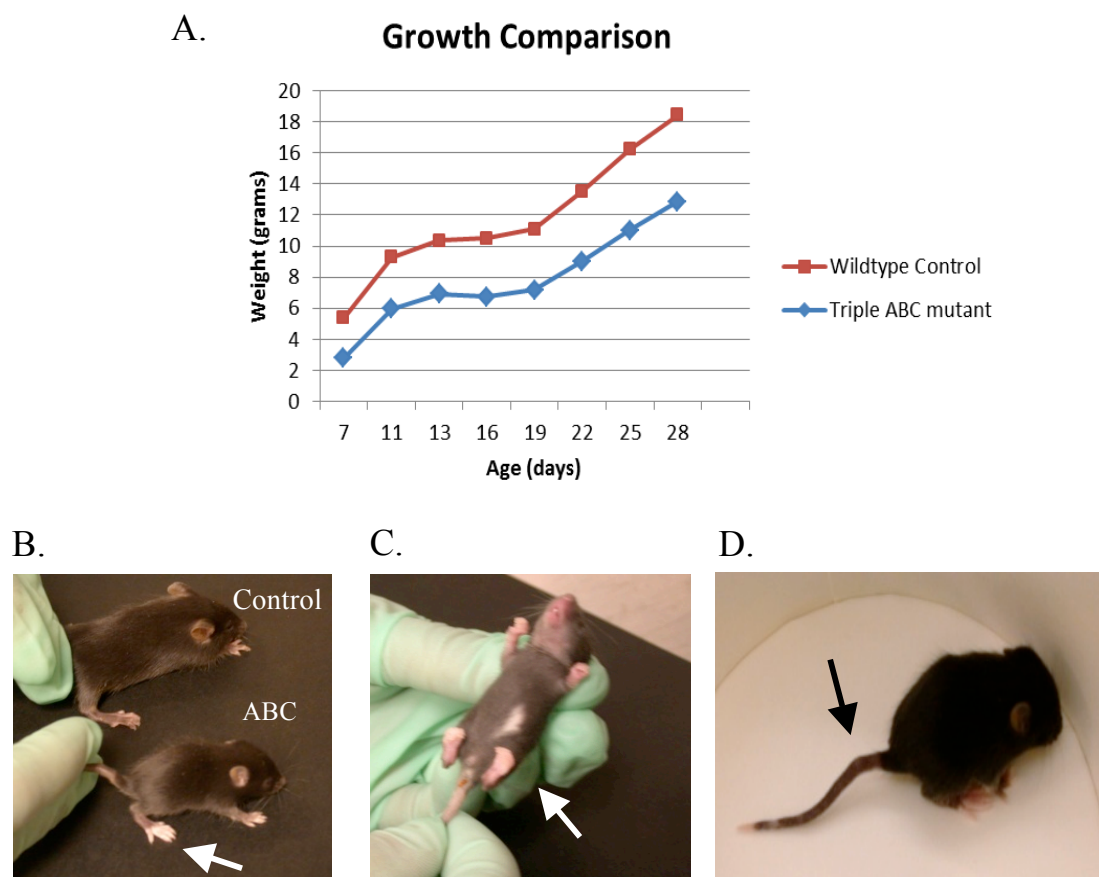 A.
Growth Comparison
Weight (grams)
20
18
16
14
12
10
8
6
4
2
0
7 11 13 16 19 22 25 28
Age (days)
Wildtype Control
Triple ABC mutant
B.
Control
ABC
C.
D.